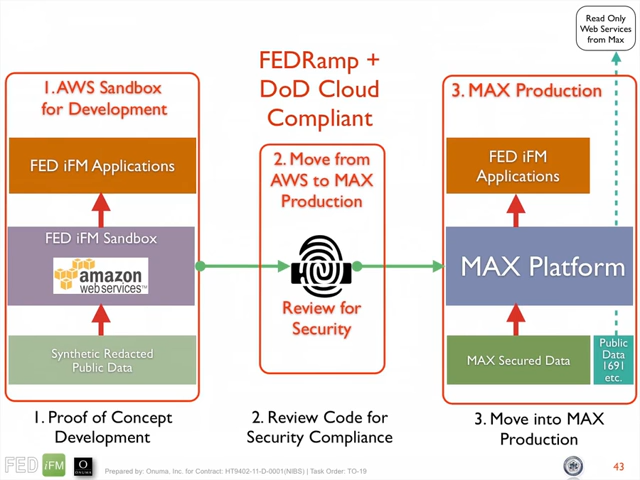 Read Only
Web Services
from Max
FEDRamp +
DoD Cloud
Compliant
1. AWS Sandbox
for Development
FED iFM Applications
FED iFM Sandbox
amazon
web services™
Synthetic Redacted
Public Data
1. Proof of Concept
Development
2. Move from
AWS to MAX
Production
Review for
Security
2. Review Code for
Security Compliance
3. MAX Production
FED iFM
Applications
MAX Platform
MAX Secured Data
Public
Data
1691
etc.
3. Move into MAX
Production
FED iFM
ONUMA
Prepared by: Onuma, Inc. for Contract: HT9402-11-D-0001(NIBS) | Task Order: TO-19
43